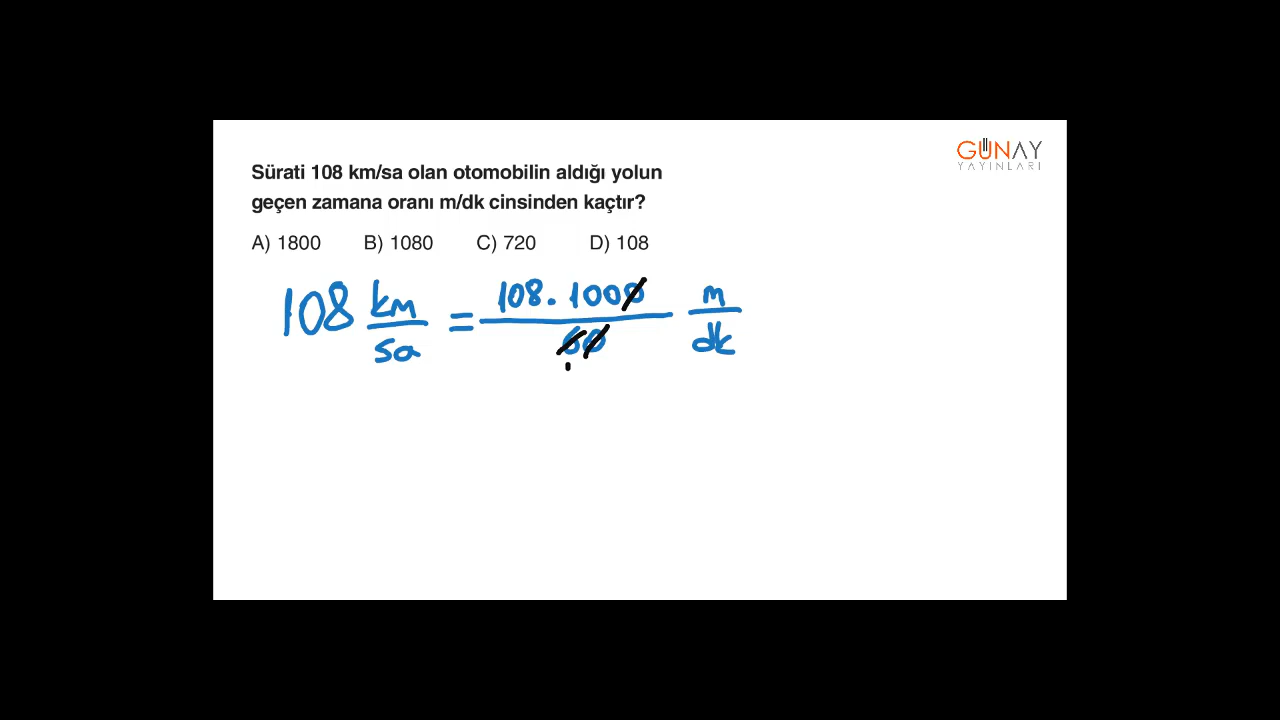 GÜNAY
YAYINLARI
Sürati 108 km/sa olan otomobilin aldığı yolun
geçen zamana oranı m/dk cinsinden kaçtır?
A) 1800 B) 1080 C) 720 D) 108
108 km/sa = 108.1000/60 m/dk